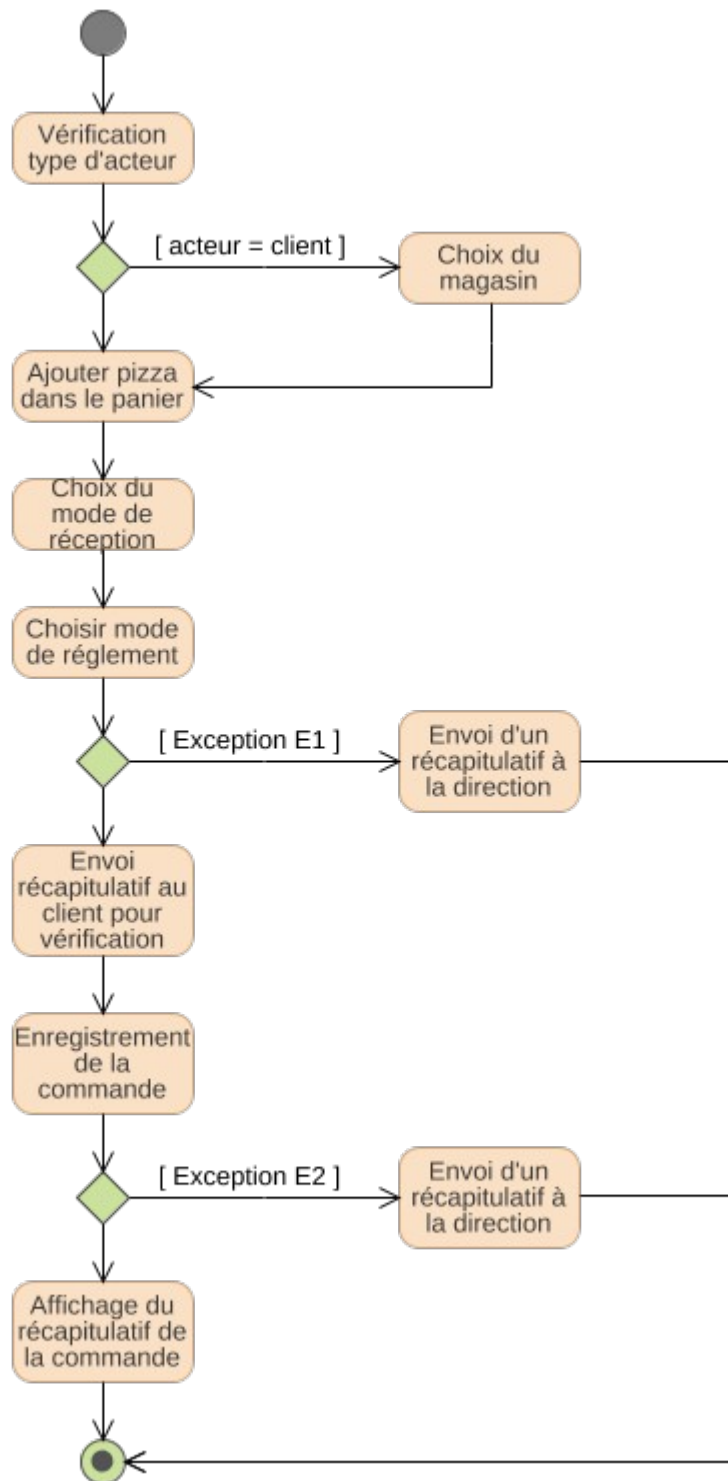 Vérification
type d'acteur
[ acteur = client ]
Choix du
magasin
Ajouter pizza
dans le panier
Choix du
mode de
réception
Choisir mode
de réglement
[ Exception E1 ]
Envoi d'un
récapitulatif à
la direction
Envoi
récapitulatif au
client pour
vérification
Enregistrement
de la
commande
[ Exception E2 ]
Envoi d'un
récapitulatif à
la direction
Affichage du
récapitulatif de
la commande